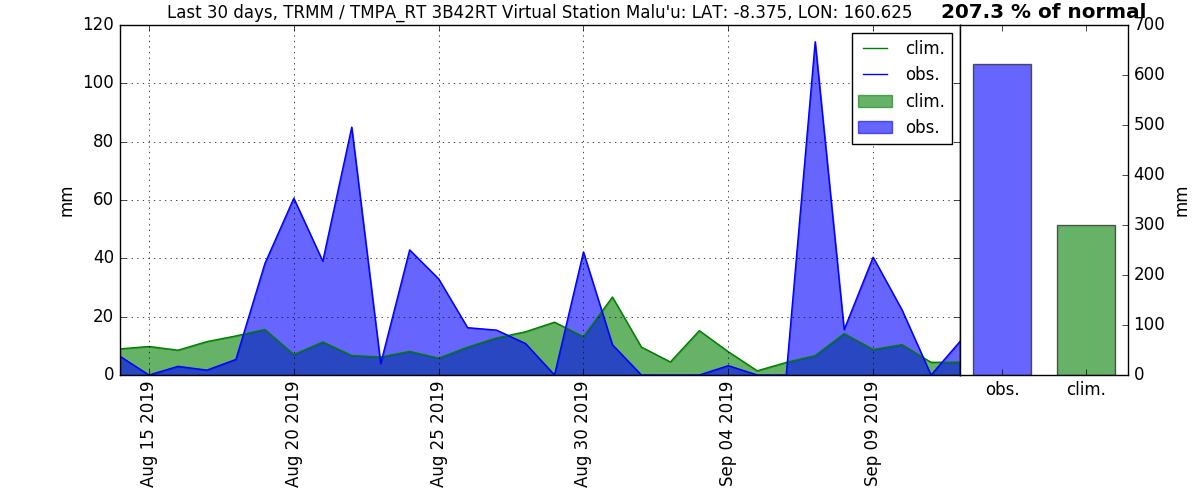 Last 30 days, TRMM / TMPA_RT 3B42RT Virtual Station Malu'u: LAT: -8.375, LON: 160.625
207.3 % of normal
120
100
80
60
40
20
0
mm
clim.
obs.
clim.
obs.
Aug 15 2019
Aug 20 2019
Aug 25 2019
Aug 30 2019
Sep 04 2019
Sep 09 2019
700
600
500
400
300
200
100
0
mm
obs.
clim.